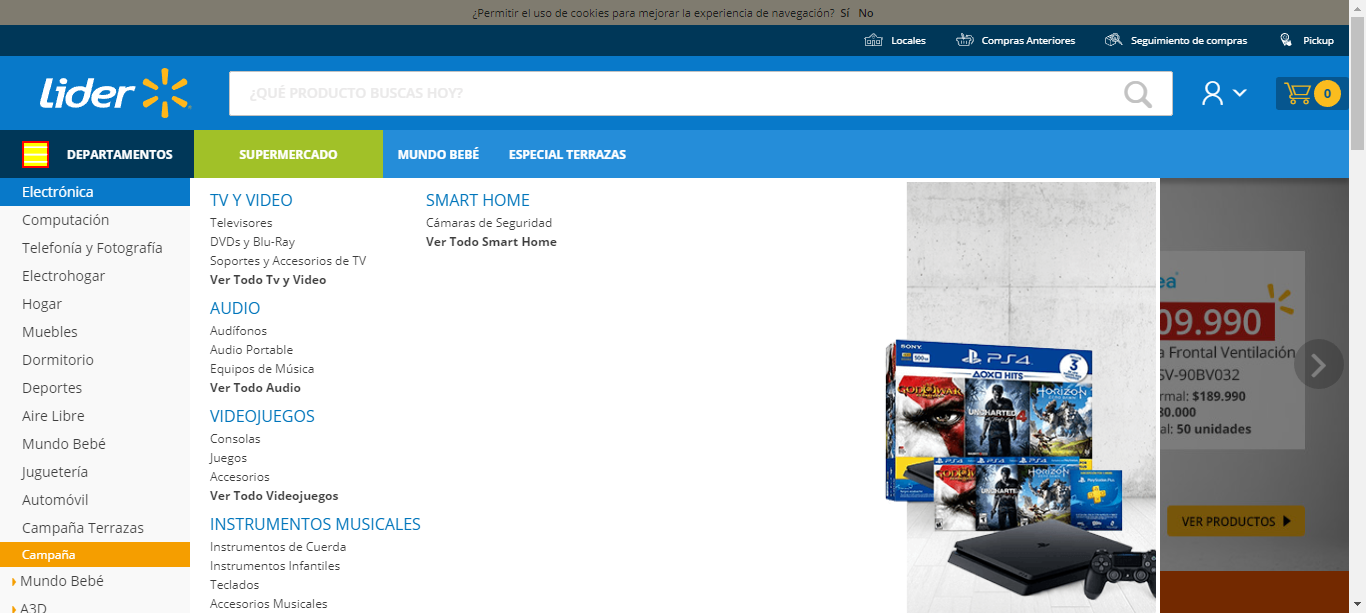 ¿Permitir el uso de cookies para mejorar la experiencia de navegación? Sí No
Locales Compras Anteriores Seguimiento de compras Pickup
lider
¿QUÉ PRODUCTO BUSCAS HOY?
0
DEPARTAMENTOS SUPERMERCADO MUNDO BEBÉ ESPECIAL TERRAZAS
Electrónica
Computación
Telefonía y Fotografía
Electrohogar
Hogar
Muebles
Dormitorio
Deportes
Aire Libre
Mundo Bebé
Juguetería
Automóvil
Campaña Terrazas
Campaña
Mundo Bebé
A3D
TV Y VIDEO
Televisores
DVDs y Blu-Ray
Soportes y Accesorios de TV
Ver Todo Tv y Video
AUDIO
Audífonos
Audio Portable
Equipos de Música
Ver Todo Audio
VIDEOJUEGOS
Consolas
Juegos
Accesorios
Ver Todo Videojuegos
INSTRUMENTOS MUSICALES
Instrumentos de Cuerda
Instrumentos Infantiles
Teclados
Accesorios Musicales
SMART HOME
Cámaras de Seguridad
Ver Todo Smart Home
SONY
PS4
HITS
3
GOD OF WAR
UNCHARTED 4
HORIZON
HORIZON
UNCHARTED
PlayStation Plus
ea
09.990
a Frontal Ventilación
SV-90BV032
rmal: $189.990
80.000
al: 50 unidades
VER PRODUCTOS